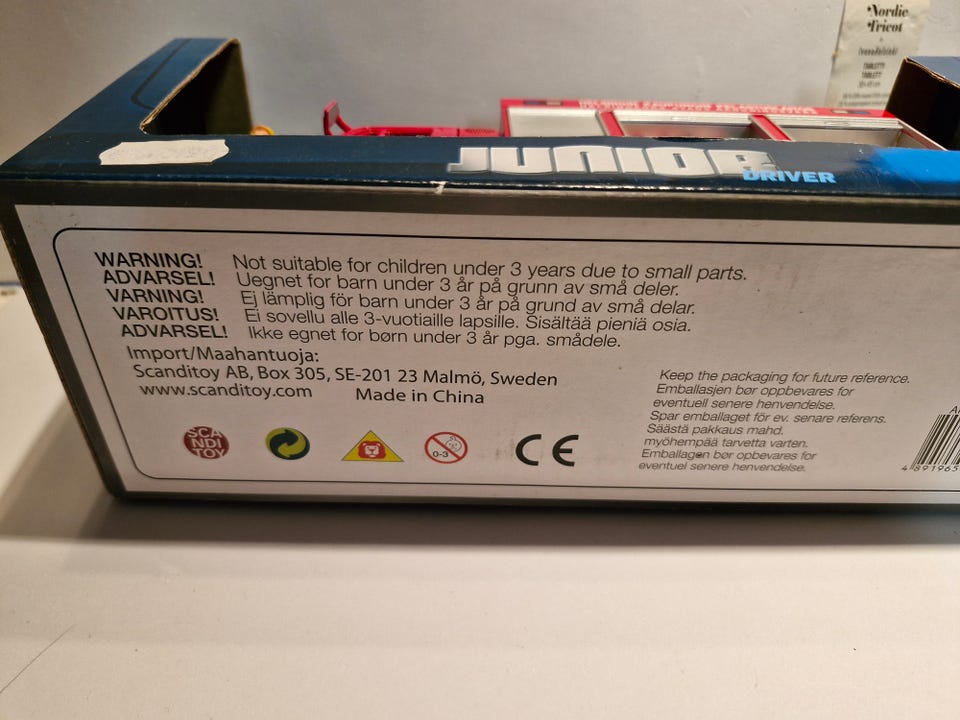 Nordic
Tricot
JUNIOR
DRIVER
WARNING! Not suitable for children under 3 years due to small parts.
ADVARSEL! Uegnet for barn under 3 år på grunn av små deler.
VARNING! Ej lämplig för barn under 3 år på grund av små delar.
VAROITUS! Ei sovellu alle 3-vuotiaille lapsille. Sisältää pieniä osia.
ADVARSEL! Ikke egnet for børn under 3 år pga. smådele.
Import/Maahantuoja:
Scanditoy AB, Box 305, SE-201 23 Malmö, Sweden
www.scanditoy.com Made in China
SCA
NDI
TOY
0-3
CE
Keep the packaging for future reference.
Emballasjen bør oppbevares for
eventuell senere henvendelse.
Spar emballaget för ev. senare referens.
Säästä pakkaus mahd.
myöhempää tarvetta varten.
Emballagen bør opbevares for
eventuel senere henvendelse.
4 891965